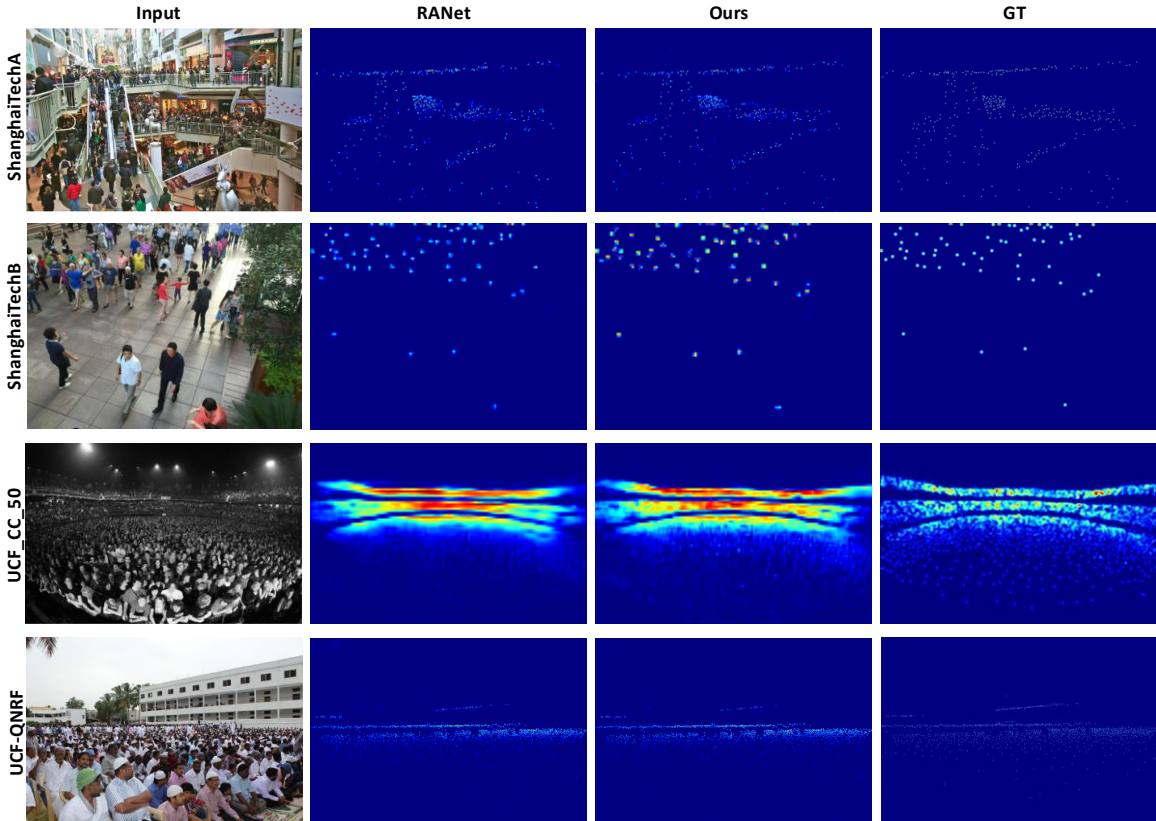 Input RANet Ours GT
ShanghaiTechA
ShanghaiTechB
UCF_CC_50
UCF-QNRF